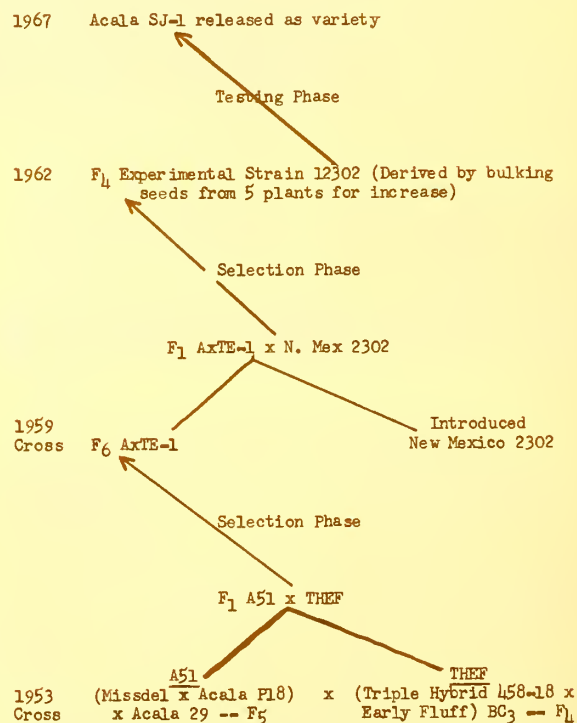 1967 Acala SJ-1 released as variety
Testing Phase
1962 F4 Experimental Strain 12302 (Derived by bulking
seeds from 5 plants for increase)
Selection Phase
F1 AxTE-1 x N. Mex 2302
1959
Cross F6 AxTE-1
Introduced
New Mexico 2302
Selection Phase
F1 A51 x THEF
A51 THEF
1953 (Missdel x Acala P18) x (Triple Hybrid 458-18 x
Cross x Acala 29 -- F5 Early Fluff) BC3 -- F4